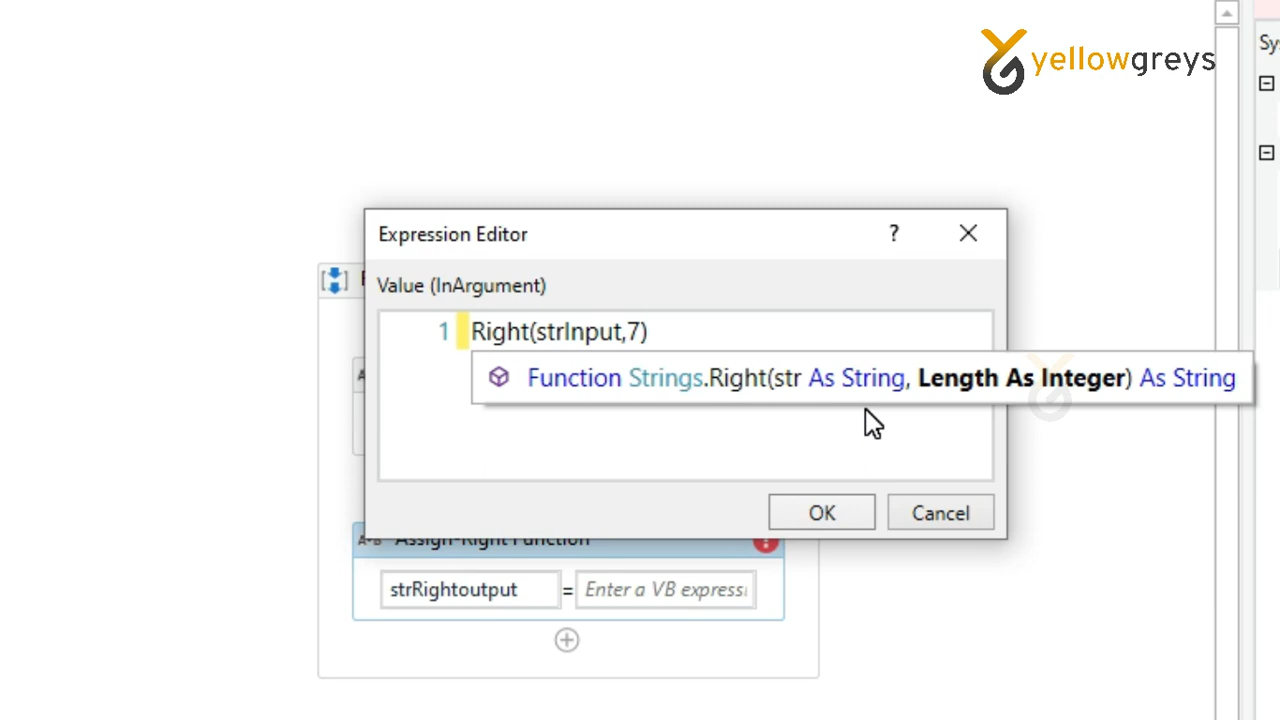 yellowgreys
Sy
Expression Editor
?
Value (InArgument)
1 Right(strInput,7)
Function Strings.Right(str As String, Length As Integer) As String
OK
Cancel
Assign-Right Function
strRightoutput = Enter a VB expressi